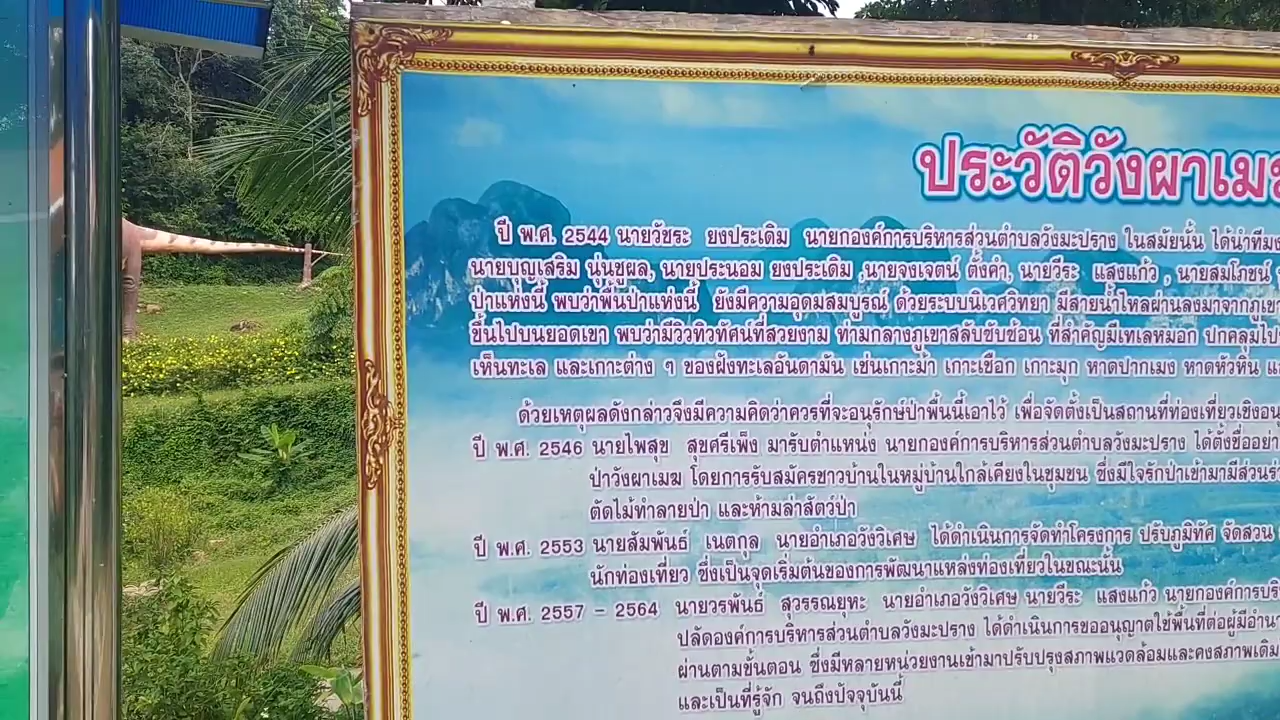 ประวัติวังผาเมฆ
ปี พ.ศ. 2544 นายวัชระ ยงประเดิม นายกองค์การบริหารส่วนตำบลวังมะปราง ในสมัยนั้น ได้นำทีมง
นายบุญเสริม นุ่นชูผล, นายประนอม ยงประเดิม ,นายจงเจตน์ ตั้งคำ, นายวีระ แสงแก้ว , นายสมโภชน์
ป่าแห่งนี้ พบว่าพื้นป่าแห่งนี้ ยังมีความอุดมสมบูรณ์ ด้วยระบบนิเวศวิทยา มีสายน้ำไหลผ่านลงมาจากภูเขา
ขึ้นไปบนยอดเขา พบว่ามีวิวทิวทัศน์ที่สวยงาม ท่ามกลางภูเขาสลับซับซ้อน ที่สำคัญมีทะเลหมอก ปกคลุมไป
เห็นทะเล และเกาะต่าง ๆ ของฝั่งทะเลอันดามัน เช่นเกาะม้า เกาะเชือก เกาะมุก หาดปากเมง หาดหัวหิน
ด้วยเหตุผลดังกล่าวจึงมีความคิดว่าควรที่จะอนุรักษ์ป่าพื้นนี้เอาไว้ เพื่อจัดตั้งเป็นสถานที่ท่องเที่ยวเชิงอน
ปี พ.ศ. 2546 นายไพสุข สุขศรีเพ็ง มารับตำแหน่ง นายกองค์การบริหารส่วนตำบลวังมะปราง ได้ตั้งชื่ออย่า
ป่าวังผาเมฆ โดยการรับสมัครชาวบ้านในหมู่บ้านใกล้เคียงในชุมชน ซึ่งมีใจรักป่าเข้ามามีส่วนร่
ตัดไม้ทำลายป่า และห้ามล่าสัตว์ป่า
ปี พ.ศ. 2553 นายสัมพันธ์ เนตกุล นายอำเภอวังวิเศษ ได้ดำเนินการจัดทำโครงการ ปรับภูมิทัศ จัดสวน
นักท่องเที่ยว ซึ่งเป็นจุดเริ่มต้นของการพัฒนาแหล่งท่องเที่ยวในขณะนั้น
ปี พ.ศ. 2557 - 2564 นายวรพันธ์ สุวรรณยุหะ นายอำเภอวังวิเศษ นายวีระ แสงแก้ว นายกองค์การบริ
ปลัดองค์การบริหารส่วนตำบลวังมะปราง ได้ดำเนินการขออนุญาตใช้พื้นที่ต่อผู้มีอำนา
ผ่านตามขั้นตอน ซึ่งมีหลายหน่วยงานเข้ามาปรับปรุงสภาพแวดล้อมและคงสภาพเดิม
และเป็นที่รู้จัก จนถึงปัจจุบันนี้